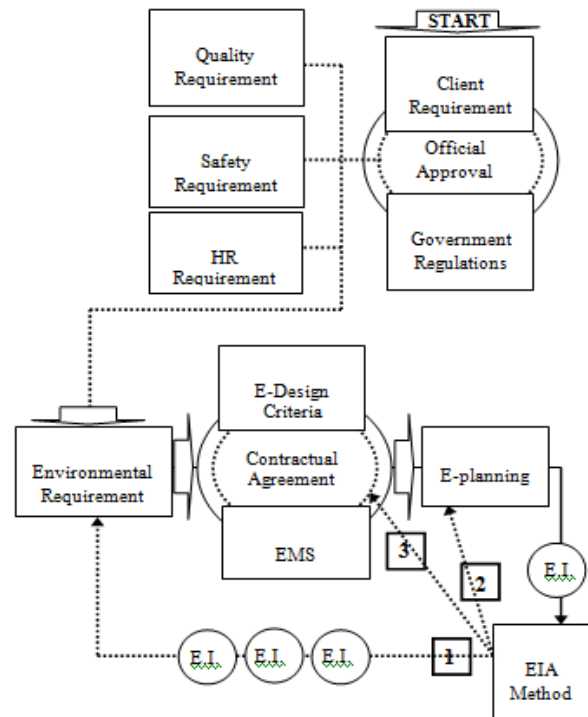 START
Quality
Requirement
Client
Requirement
Safety
Requirement
Official
Approval
HR
Requirement
Government
Regulations
E-Design
Criteria
Environmental
Requirement
Contractual
Agreement
E-planning
EMS
3
2
E.I.
E.I.
E.I.
E.I.
1
EIA
Method